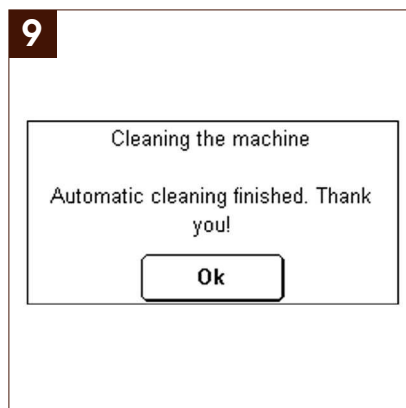 9
Cleaning the machine
Automatic cleaning finished. Thank
you!
Ok